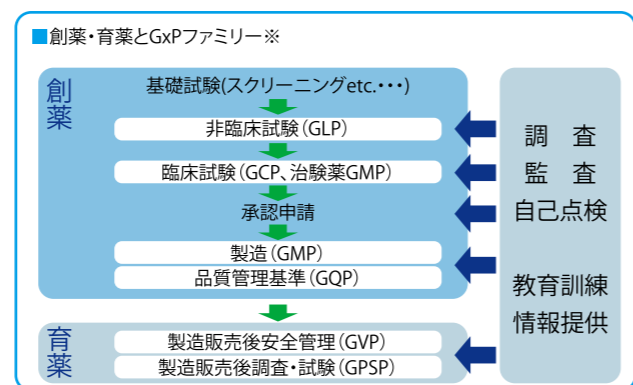 ■創薬・育薬とGxPファミリー※
創薬
基礎試験(スクリーニングetc.・・・)
非臨床試験(GLP)
臨床試験(GCP、治験薬GMP)
承認申請
製造(GMP)
品質管理基準(GQP)
育薬
製造販売後安全管理(GVP)
製造販売後調査・試験(GPSP)
調　査
監　査
自己点検
教育訓練
情報提供